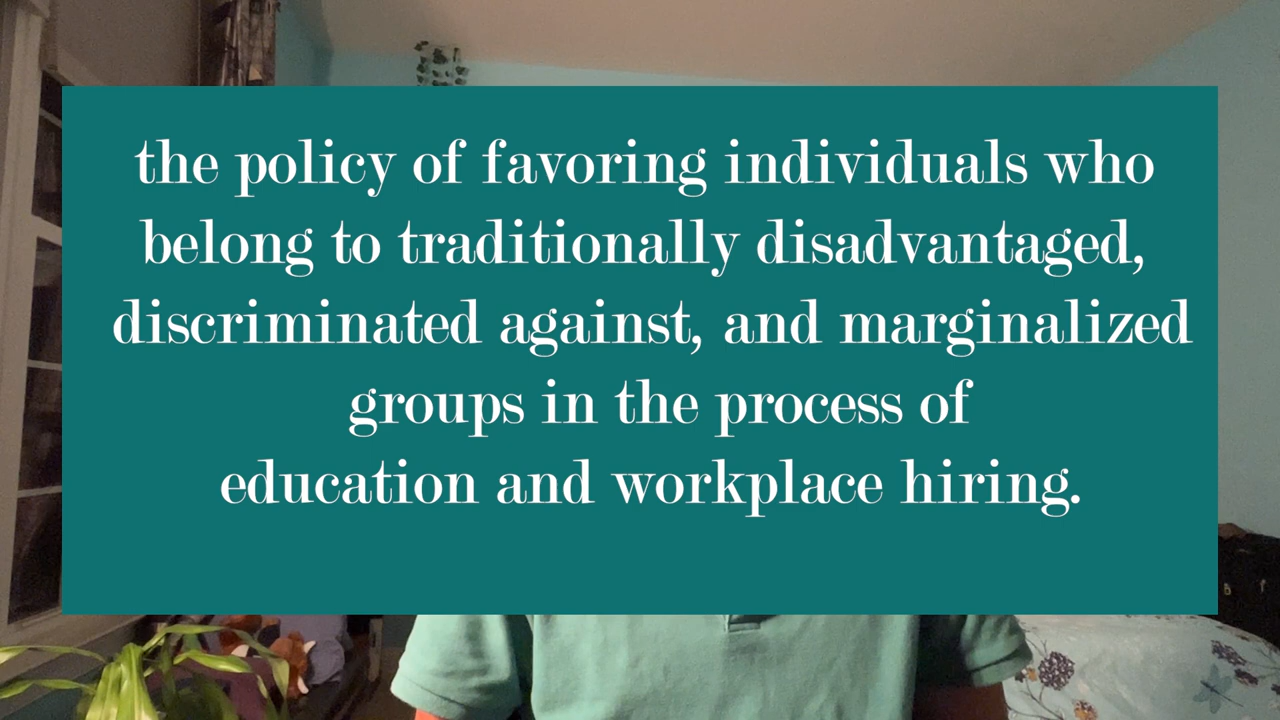 the policy of favoring individuals who
belong to traditionally disadvantaged,
discriminated against, and marginalized
groups in the process of
education and workplace hiring.